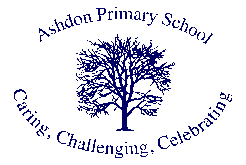 Ashdon Primary School
Caring, Challenging, Celebrating